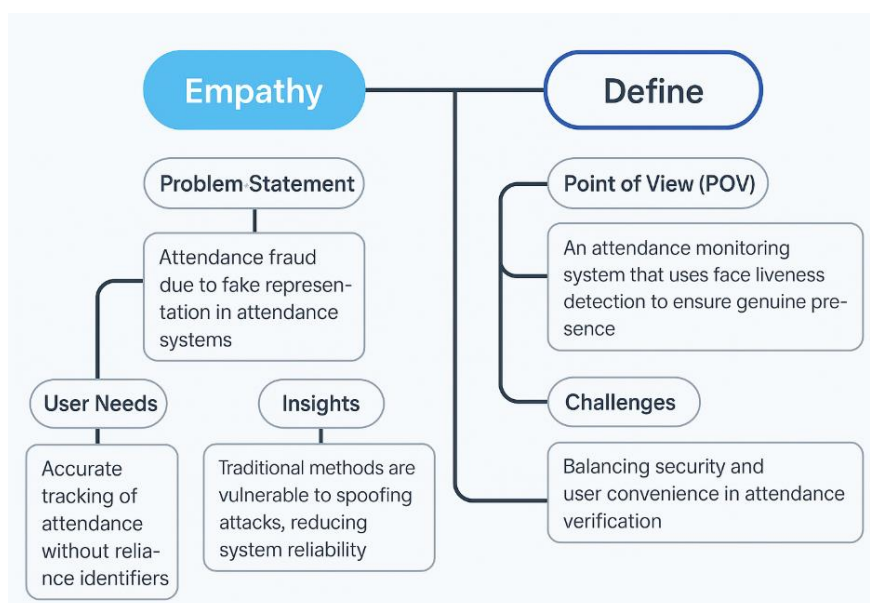 Empathy
Define
Problem Statement
Attendance fraud
due to fake represen-
tation in attendance
systems
User Needs
Accurate
tracking of
attendance
without relia-
nce identifiers
Insights
Traditional methods are
vulnerable to spoofing
attacks, reducing
system reliability
Point of View (POV)
An attendance monitoring
system that uses face liveness
detection to ensure genuine pre-
sence
Challenges
Balancing security and
user convenience in attendance
verification